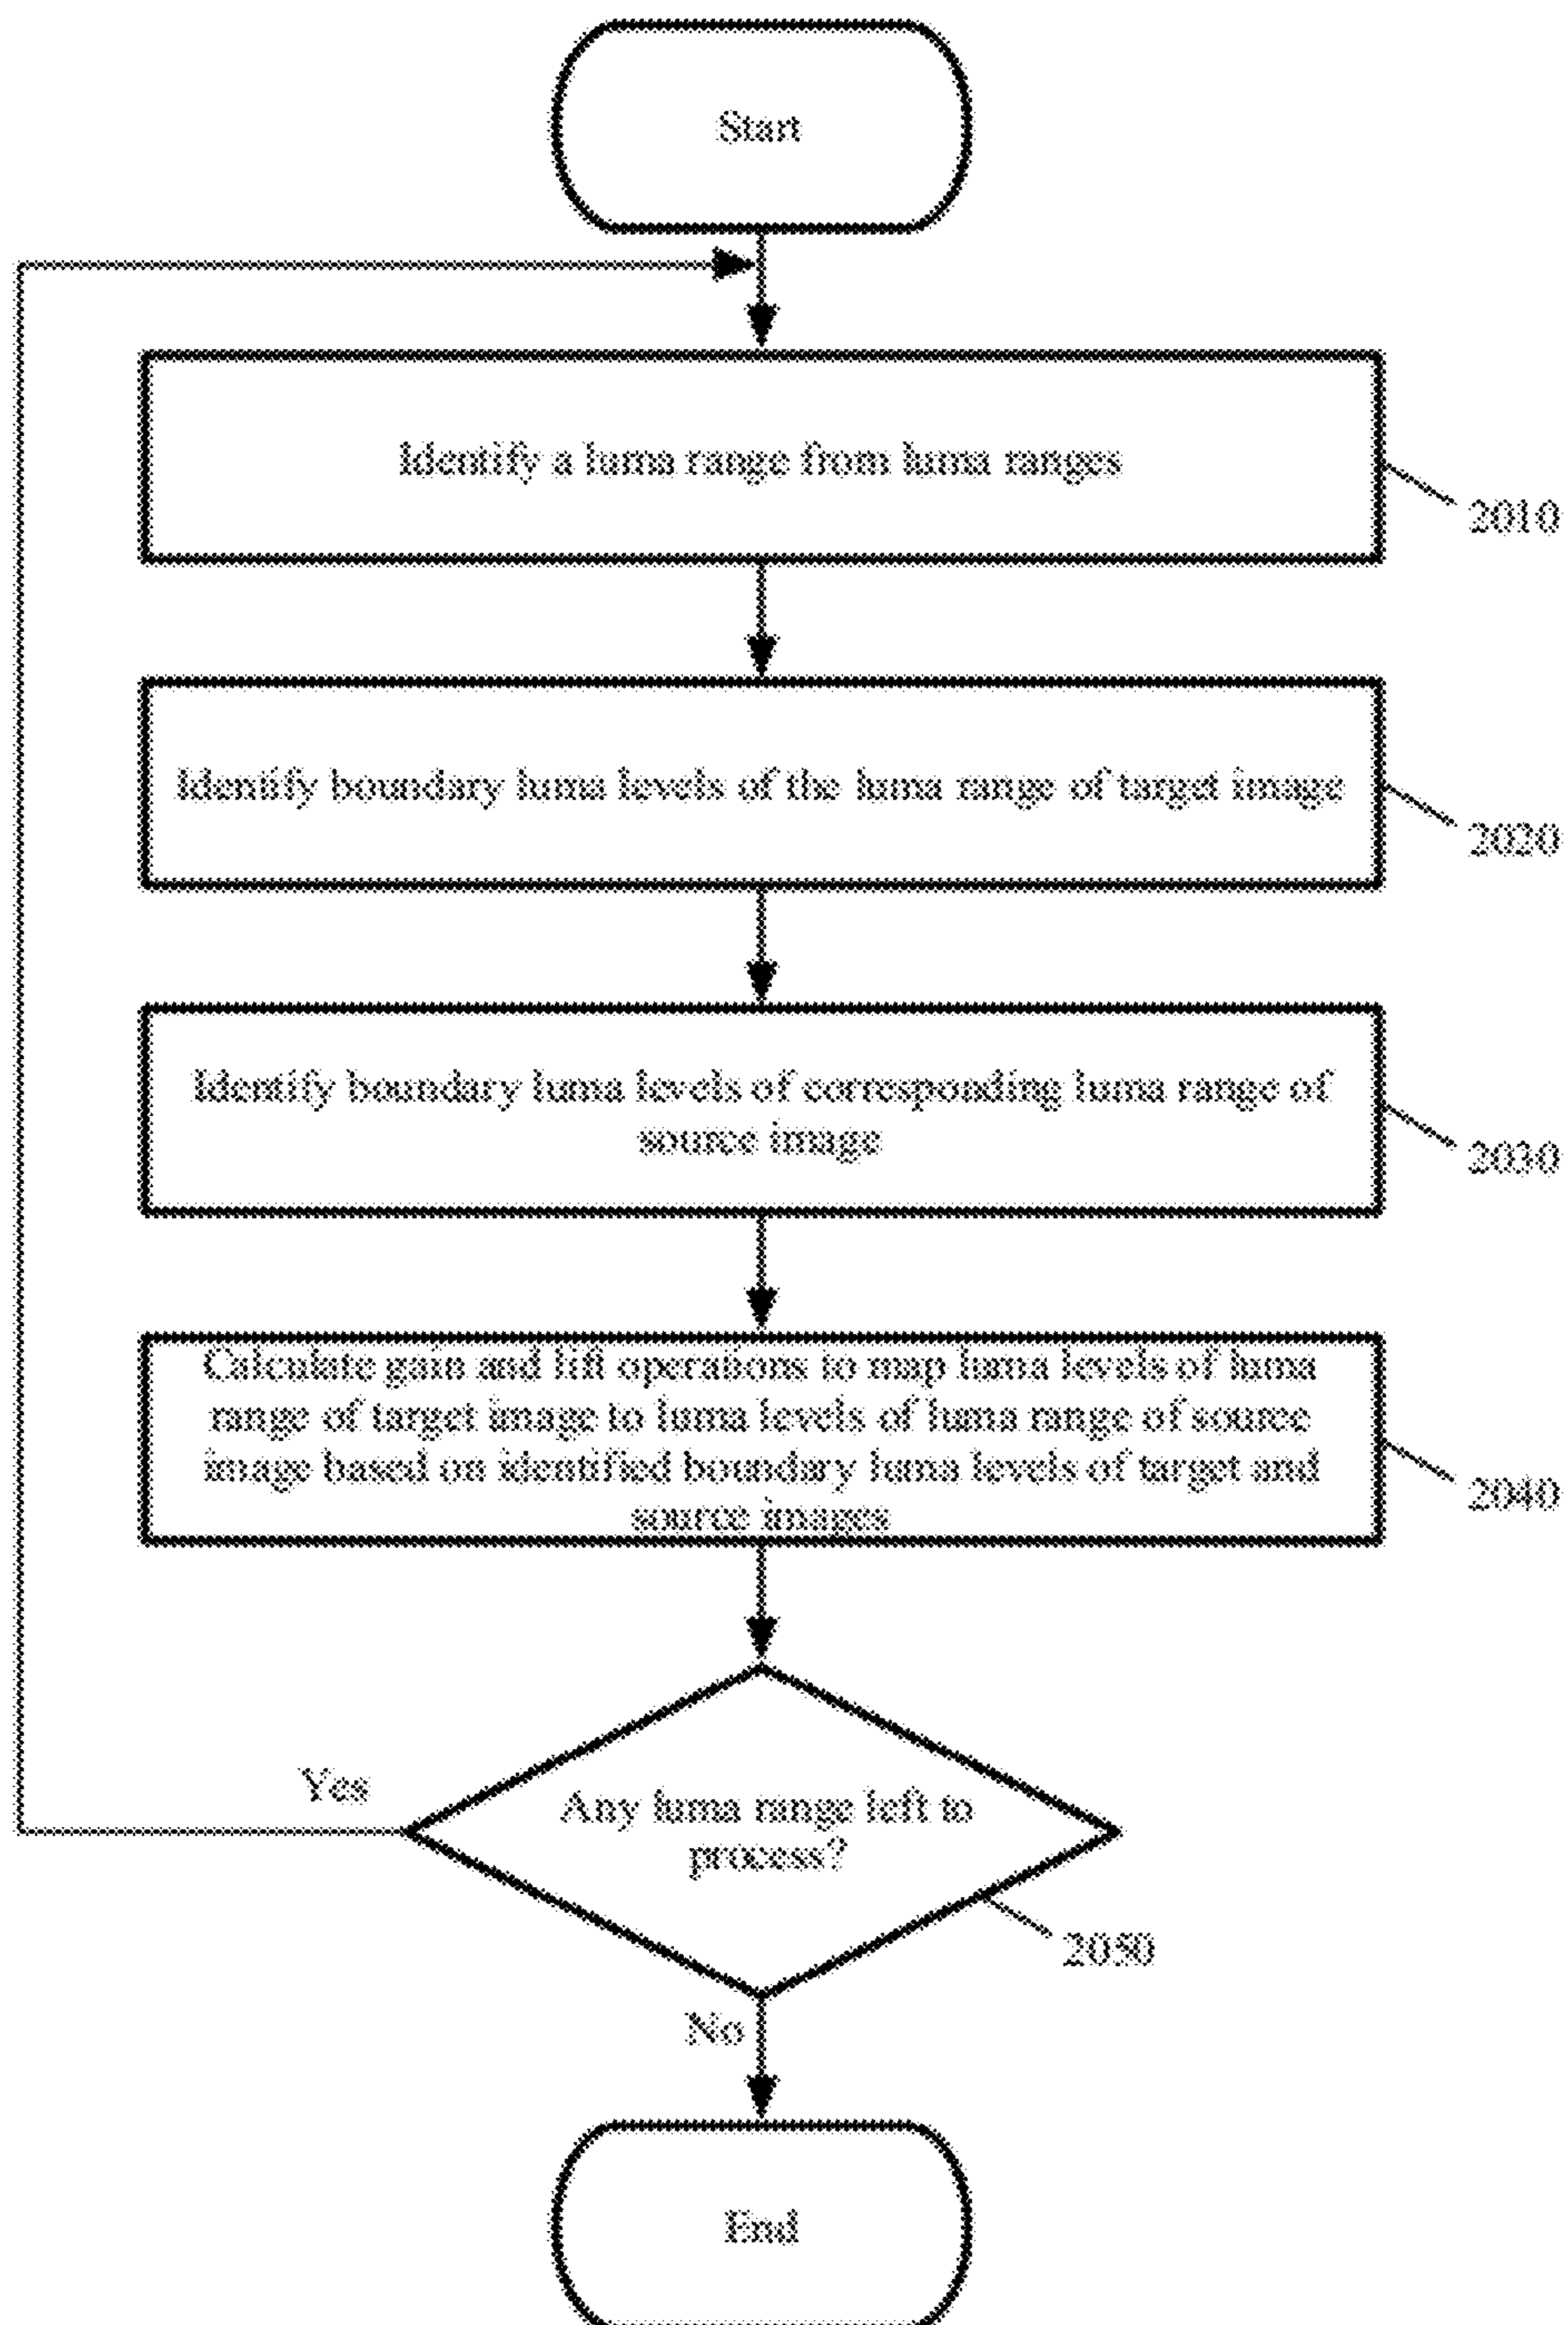 Start
Identify a luma range from luma ranges
2010
Identify boundary luma levels of the luma range of target image
2020
Identify boundary luma levels of corresponding luma range of
source image
2030
Calculate gain and lift operations to map luma levels of luma
range of target image to luma levels of luma range of source
image based on identified boundary luma levels of target and
source images
2040
Yes
Any luma range left to
process?
2050
No
End